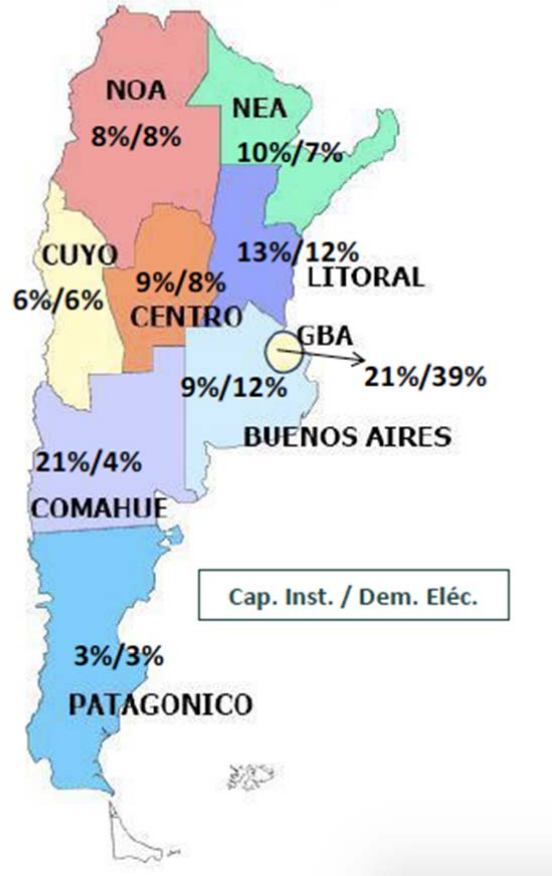 NOA
8%/8%
NEA
10%/7%
CUYO
6%/6%
9%/8%
CENTRO
13%/12%
LITORAL
GBA
21%/39%
9%/12%
BUENOS AIRES
21%/4%
COMAHUE
Cap. Inst. / Dem. Eléc.
3%/3%
PATAGONICO